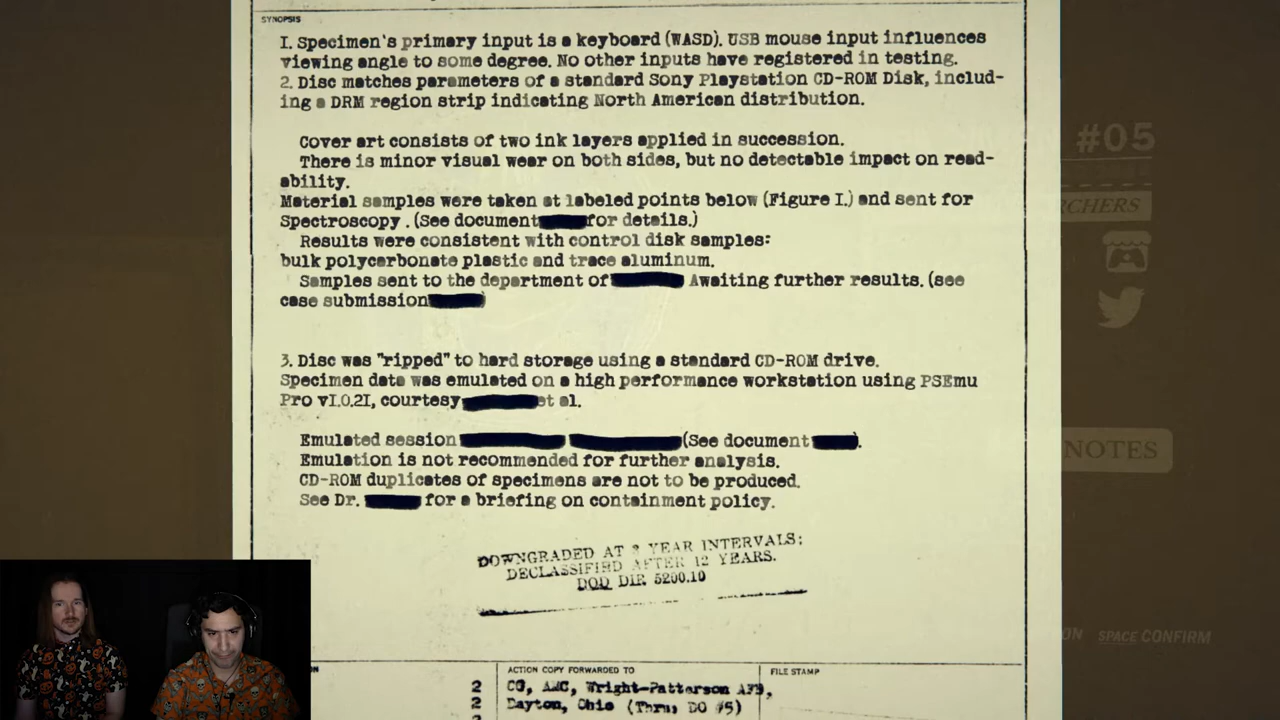 SYNOPSIS
I. Specimen's primary input is a keyboard (WASD). USB mouse input influences
viewing angle to some degree. No other inputs have registered in testing.
2. Disc matches parameters of a standard Sony Playstation CD-ROM Disk, includ-
ing a DRM region strip indicating North American distribution.
Cover art consists of two ink layers applied in succession.
There is minor visual wear on both sides, but no detectable impact on read-
ability.
Material samples were taken at labeled points below (Figure I.) and sent for
Spectroscopy. (See document for details.)
Results were consistent with control disk samples:
bulk polycarbonate plastic and trace aluminum.
Samples sent to the department of Awaiting further results. (see
case submission )
3. Disc was "ripped" to hard storage using a standard CD-ROM drive.
Specimen data was emulated on a high performance workstation using PSEmu
Pro vI.0.2I, courtesy et al.
Emulated session (See document ).
Emulation is not recommended for further analysis.
CD-ROM duplicates of specimens are not to be produced.
See Dr. for a briefing on containment policy.
DOWNGRADED AT 3 YEAR INTERVALS:
DECLASSIFIED AFTER 12 YEARS.
DOD DIR 5200.10
ACTION COPY FORWARDED TO
FILE STAMP
2 CG, AMC, Wright-Patterson AFB,
2 Dayton, Ohio (Thru: DO #5)
#05
NOTES
SPACE CONFIRM